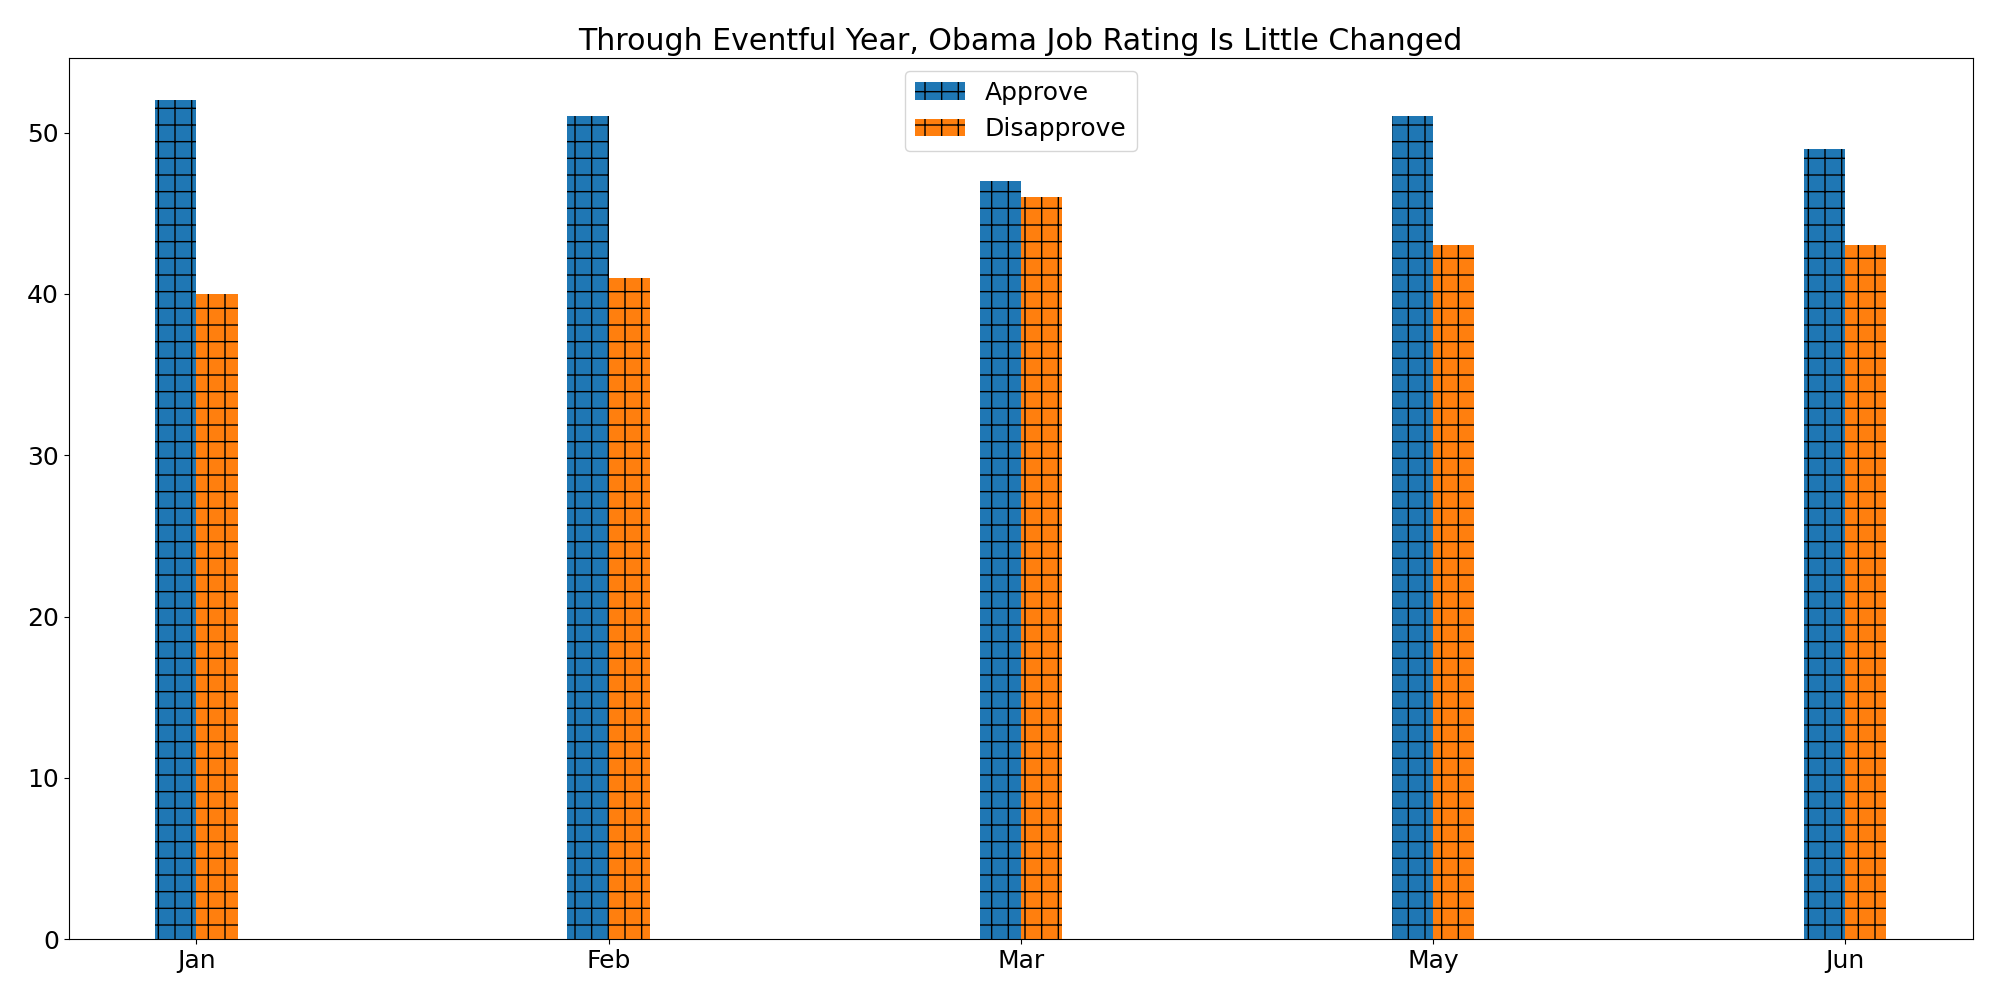 Through Eventful Year, Obama Job Rating Is Little Changed
Approve
Disapprove
50
40
30
20
10
0
Jan Feb Mar May Jun